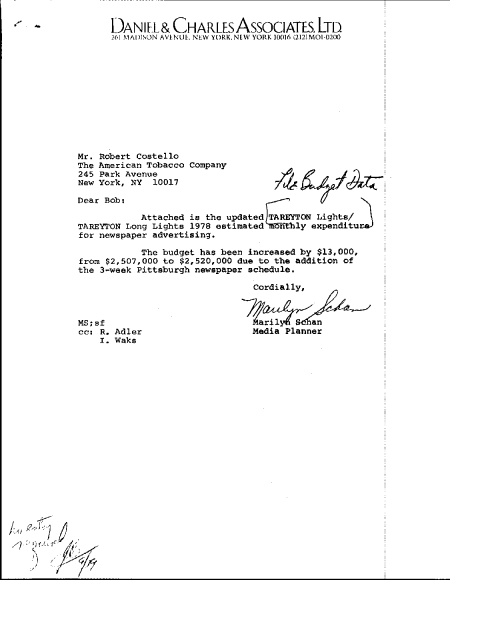 DANIEL & CHARLES ASSOCIATES, LTD.
261 MADISON AVENUE, NEW YORK, NEW YORK 10016 (212) MO1-0200
Mr. Robert Costello
The American Tobacco Company
245 Park Avenue
New York, NY 10017
File Budget Data
Dear Bob:
Attached is the updated TAREYTON Lights/
TAREYTON Long Lights 1978 estimated monthly expenditure
for newspaper advertising.
The budget has been increased by $13,000,
from $2,507,000 to $2,520,000 due to the addition of
the 3-week Pittsburgh newspaper schedule.
Cordially,
Marilyn Schan
Marilyn Schan
Media Planner
MS;sf
cc: R. Adler
I. Waks